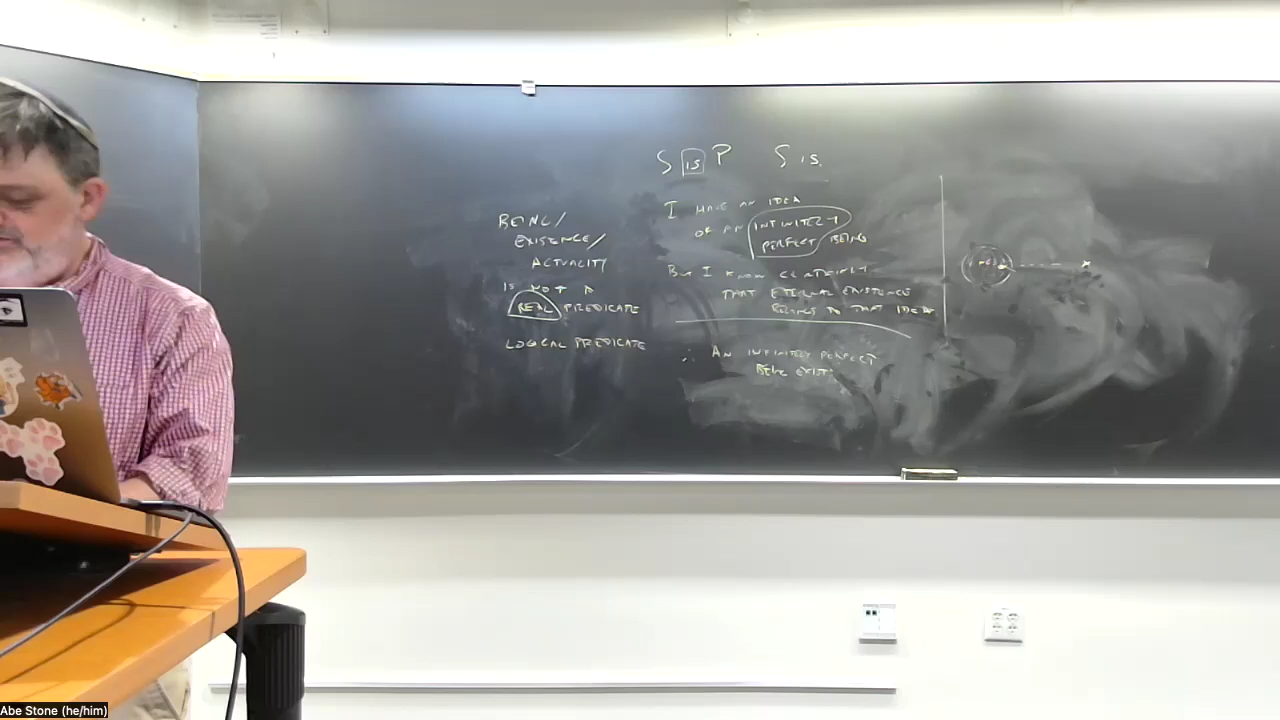 S is P S is.
BEING/
EXISTENCE/
ACTUALITY
IS NOT A
REAL PREDICATE
LOGICAL PREDICATE
I HAVE AN IDEA
OF AN INFINITELY
PERFECT BEING
BUT I KNOW CLEARLY
THAT ETERNAL EXISTENCE
BELONGS TO THAT IDEA
∴ AN INFINITELY PERFECT
BEING EXISTS
Abe Stone (he/him)